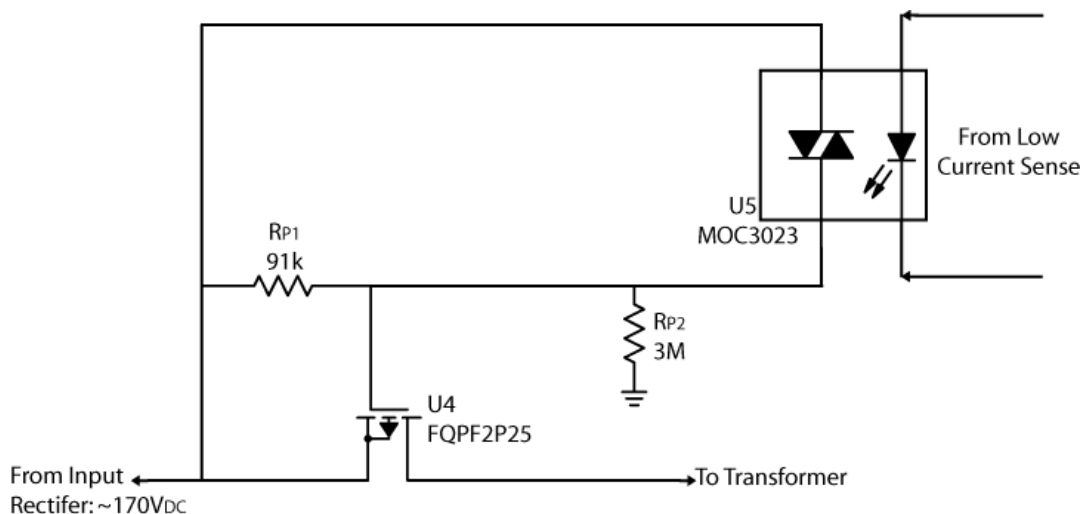 From Low
Current Sense
U5
MOC3023
RP1
91k
RP2
3M
U4
FQPF2P25
From Input
Rectifer: ~170VDC
To Transformer